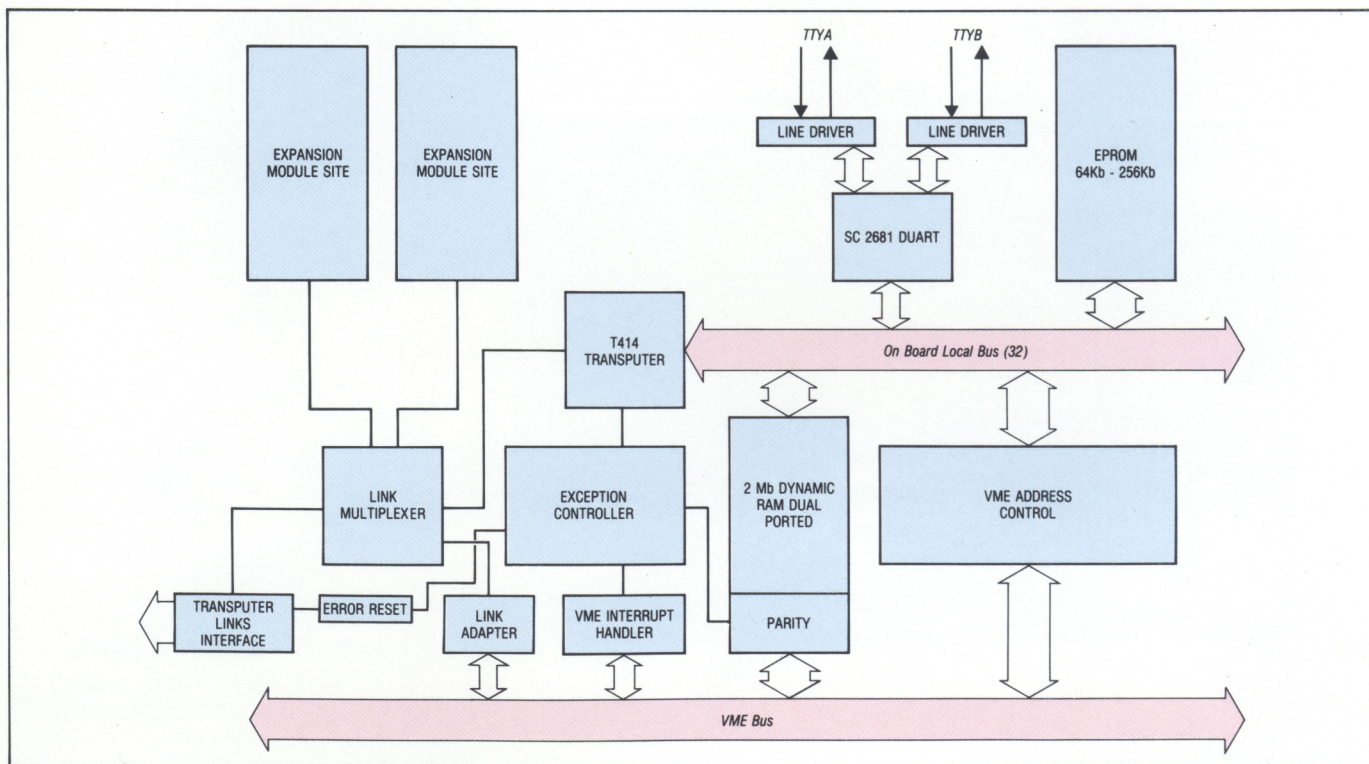 TTYA
TTYB
EXPANSION
MODULE SITE
EXPANSION
MODULE SITE
LINE DRIVER
LINE DRIVER
EPROM
64Kb - 256Kb
SC 2681 DUART
T414
TRANSPUTER
On Board Local Bus (32)
LINK
MULTIPLEXER
EXCEPTION
CONTROLLER
2 Mb DYNAMIC
RAM DUAL
PORTED
VME ADDRESS
CONTROL
TRANSPUTER
LINKS
INTERFACE
ERROR RESET
LINK
ADAPTER
VME INTERRUPT
HANDLER
PARITY
VME Bus